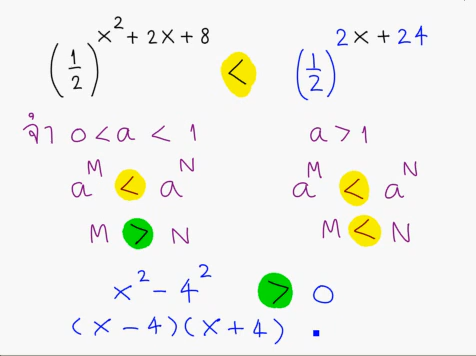 (1/2)^(x² + 2x + 8) < (1/2)^(2x + 24)
จำ 0 < a < 1 a > 1
a^M < a^N a^M < a^N
M > N M < N
x² - 4² > 0
(x - 4)(x + 4)